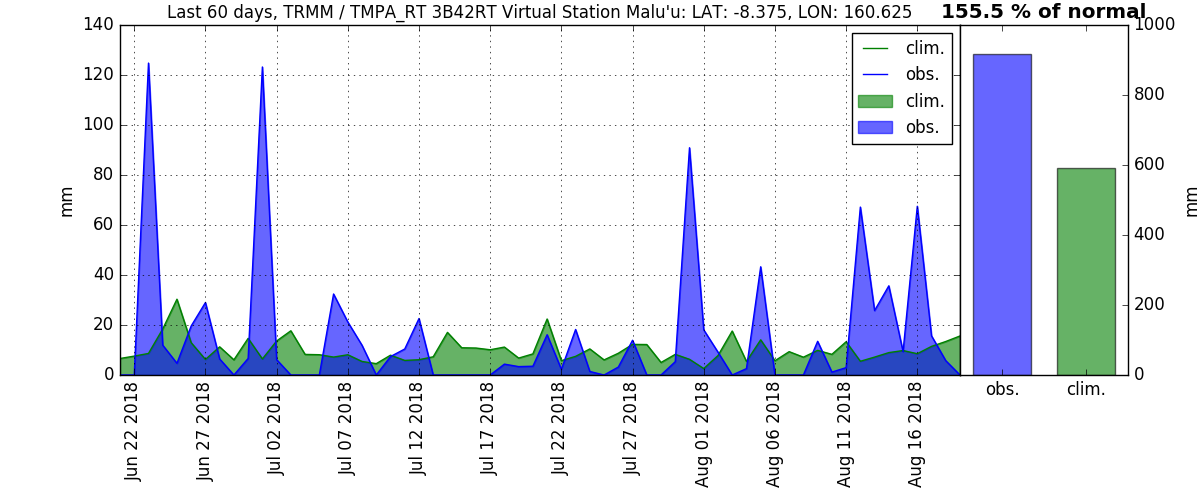 Last 60 days, TRMM / TMPA_RT 3B42RT Virtual Station Malu'u: LAT: -8.375, LON: 160.625
155.5 % of normal
140
120
100
80
60
40
20
0
mm
clim.
obs.
clim.
obs.
1000
800
600
400
200
0
mm
Jun 22 2018
Jun 27 2018
Jul 02 2018
Jul 07 2018
Jul 12 2018
Jul 17 2018
Jul 22 2018
Jul 27 2018
Aug 01 2018
Aug 06 2018
Aug 11 2018
Aug 16 2018
obs.
clim.